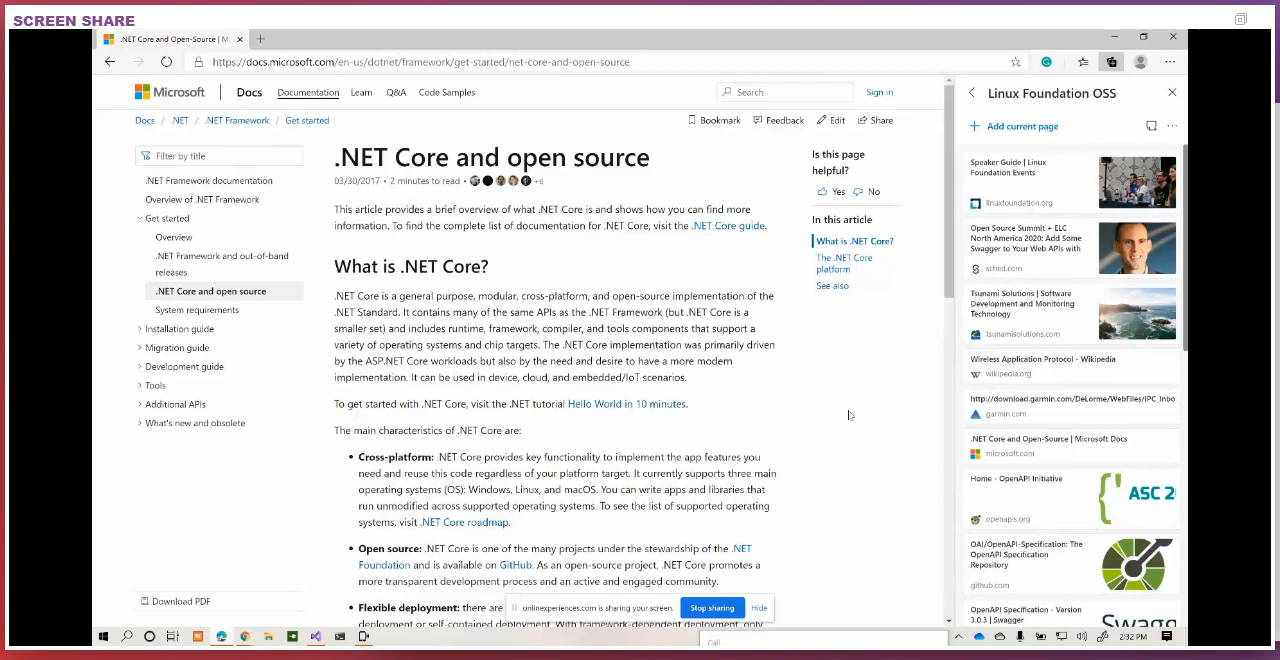 SCREEN SHARE
.NET Core and Open-Source | Mi
https://docs.microsoft.com/en-us/dotnet/framework/get-started/net-core-and-open-source
Microsoft
Docs Documentation Learn Q&A Code Samples
Search
Sign in
Docs / .NET / .NET Framework / Get started
Bookmark Feedback Edit Share
Filter by title
.NET Framework documentation
Overview of .NET Framework
Get started
Overview
.NET Framework and out-of-band
releases
.NET Core and open source
System requirements
Installation guide
Migration guide
Development guide
Tools
Additional APIs
What's new and obsolete
Download PDF
.NET Core and open source
03/30/2017 • 2 minutes to read • +6
This article provides a brief overview of what .NET Core is and shows how you can find more
information. To find the complete list of documentation for .NET Core, visit the .NET Core guide.
What is .NET Core?
.NET Core is a general purpose, modular, cross-platform, and open-source implementation of the
.NET Standard. It contains many of the same APIs as the .NET Framework (but .NET Core is a
smaller set) and includes runtime, framework, compiler, and tools components that support a
variety of operating systems and chip targets. The .NET Core implementation was primarily driven
by the ASP.NET Core workloads but also by the need and desire to have a more modern
implementation. It can be used in device, cloud, and embedded/IoT scenarios.
To get started with .NET Core, visit the .NET tutorial Hello World in 10 minutes.
The main characteristics of .NET Core are:
• Cross-platform: .NET Core provides key functionality to implement the app features you
need and reuse this code regardless of your platform target. It currently supports three main
operating systems (OS): Windows, Linux, and macOS. You can write apps and libraries that
run unmodified across supported operating systems. To see the list of supported operating
systems, visit .NET Core roadmap.
• Open source: .NET Core is one of the many projects under the stewardship of the .NET
Foundation and is available on GitHub. As an open-source project, .NET Core promotes a
more transparent development process and an active and engaged community.
• Flexible deployment: there are
deployment or self-contained deployment. With framework-dependent deployment, only
Is this page
helpful?
Yes No
In this article
What is .NET Core?
The .NET Core
platform
See also
Linux Foundation OSS
Add current page
Speaker Guide | Linux
Foundation Events
linuxfoundation.org
Open Source Summit + ELC
North America 2020: Add Some
Swagger to Your Web APIs with
sched.com
Tsunami Solutions | Software
Development and Monitoring
Technology
tsunamisolutions.com
Wireless Application Protocol - Wikipedia
wikipedia.org
http://download.garmin.com/DeLorme/WebFiles/IPC_Inbo
garmin.com
.NET Core and Open-Source | Microsoft Docs
microsoft.com
Home - OpenAPI Initiative
ASC 2
openapis.org
OAI/OpenAPI-Specification: The
OpenAPI Specification
Repository
github.com
OpenAPI Specification - Version
3.0.3 | Swagger
Swagg
onlinexperiences.com is sharing your screen. Stop sharing Hide
Call
2:32 PM